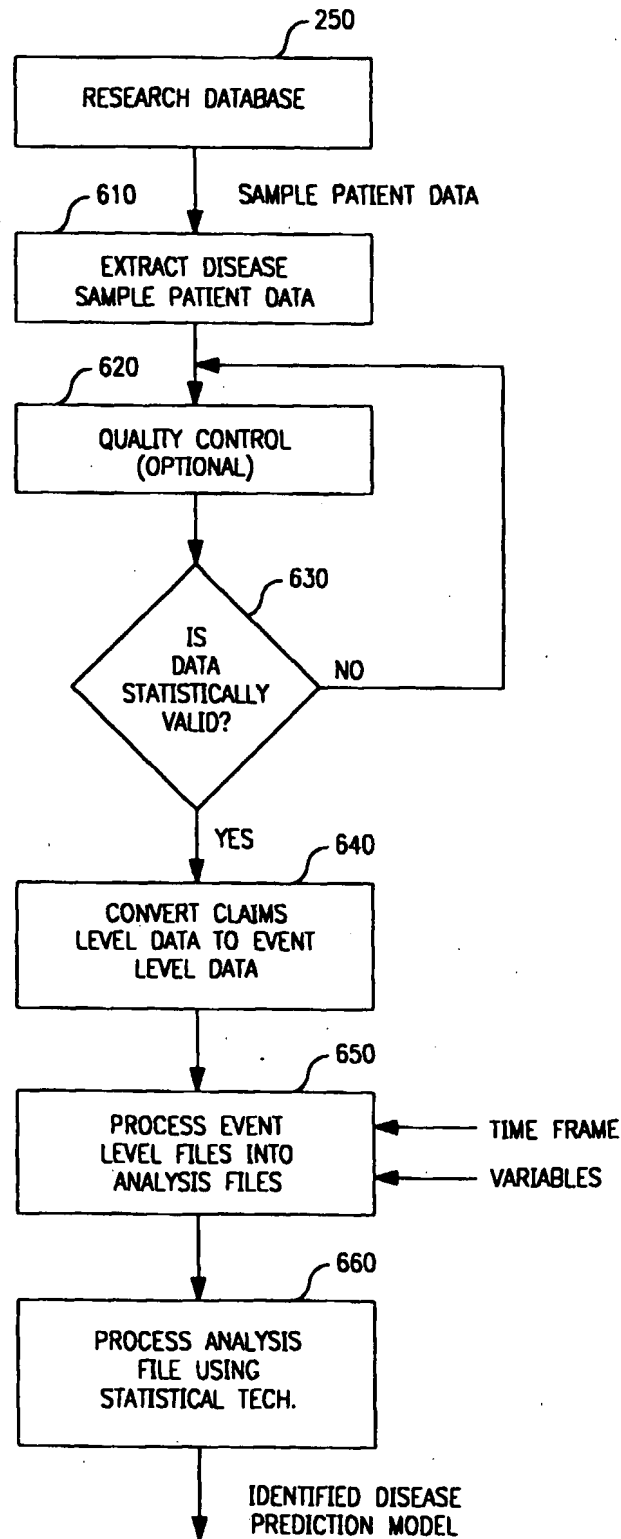 250
RESEARCH DATABASE
610
SAMPLE PATIENT DATA
EXTRACT DISEASE
SAMPLE PATIENT DATA
620
QUALITY CONTROL
(OPTIONAL)
630
IS
DATA
STATISTICALLY
VALID?
NO
YES
640
CONVERT CLAIMS
LEVEL DATA TO EVENT
LEVEL DATA
650
PROCESS EVENT
LEVEL FILES INTO
ANALYSIS FILES
TIME FRAME
VARIABLES
660
PROCESS ANALYSIS
FILE USING
STATISTICAL TECH.
IDENTIFIED DISEASE
PREDICTION MODEL